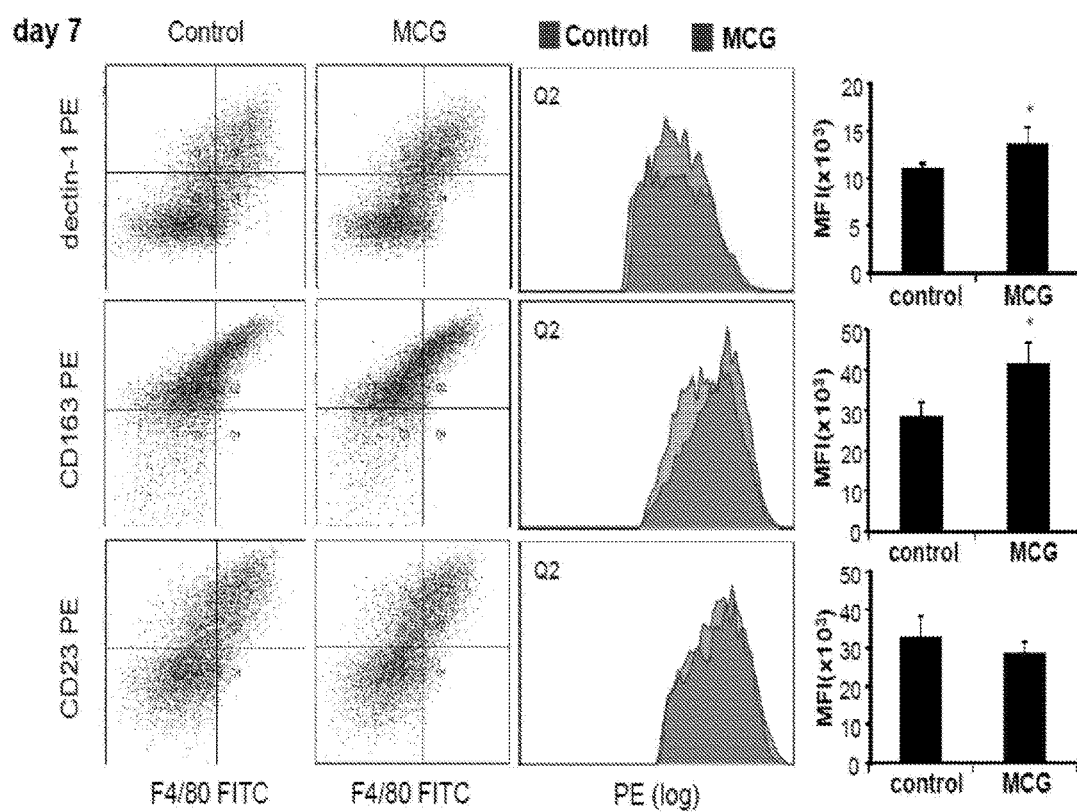 day 7
Control
MCG
Control
MCG
dectin-1 PE
Q2
MFI(x10³)
20
15
10
5
0
*
control
MCG
CD163 PE
Q2
MFI(x10³)
50
40
30
20
10
0
*
control
MCG
CD23 PE
Q2
MFI(x10³)
50
40
30
20
10
0
control
MCG
F4/80 FITC
F4/80 FITC
PE (log)